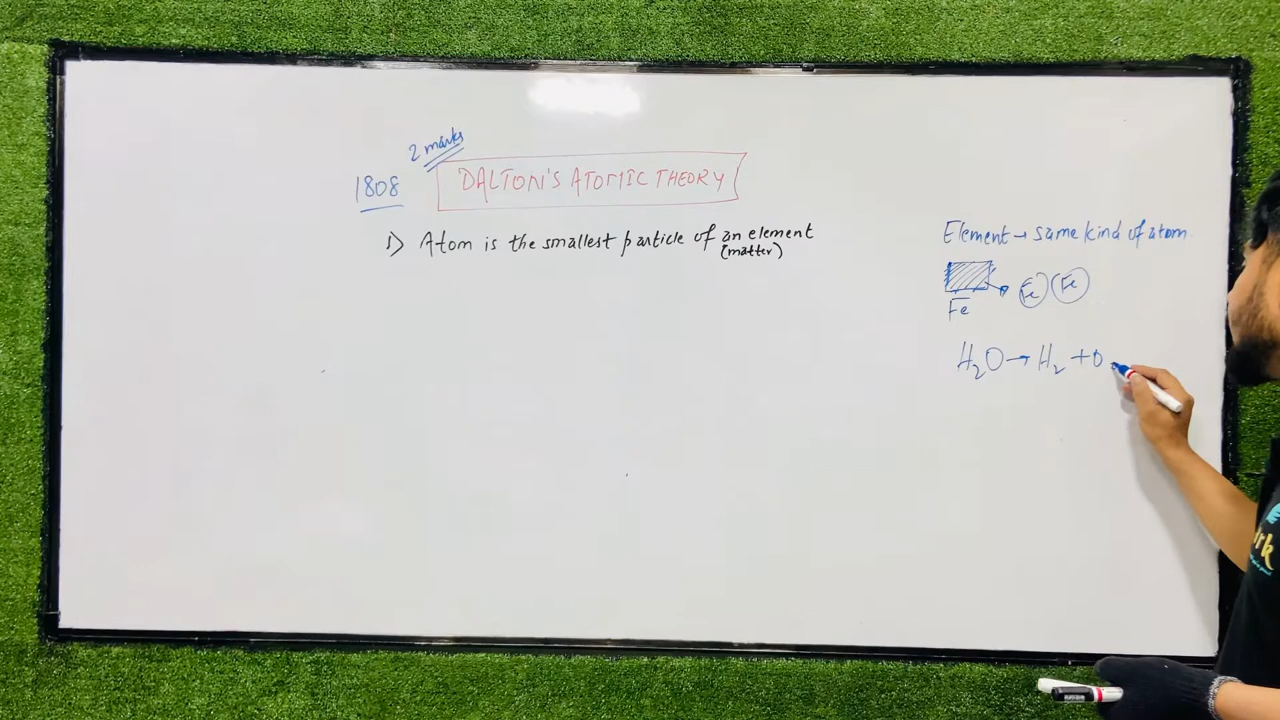 2 marks
1808 DALTON'S ATOMIC THEORY
1) Atom is the smallest particle of an element
(matter)
Element → same kind of atom
Fe Fe
Fe
H₂O → H₂ + O